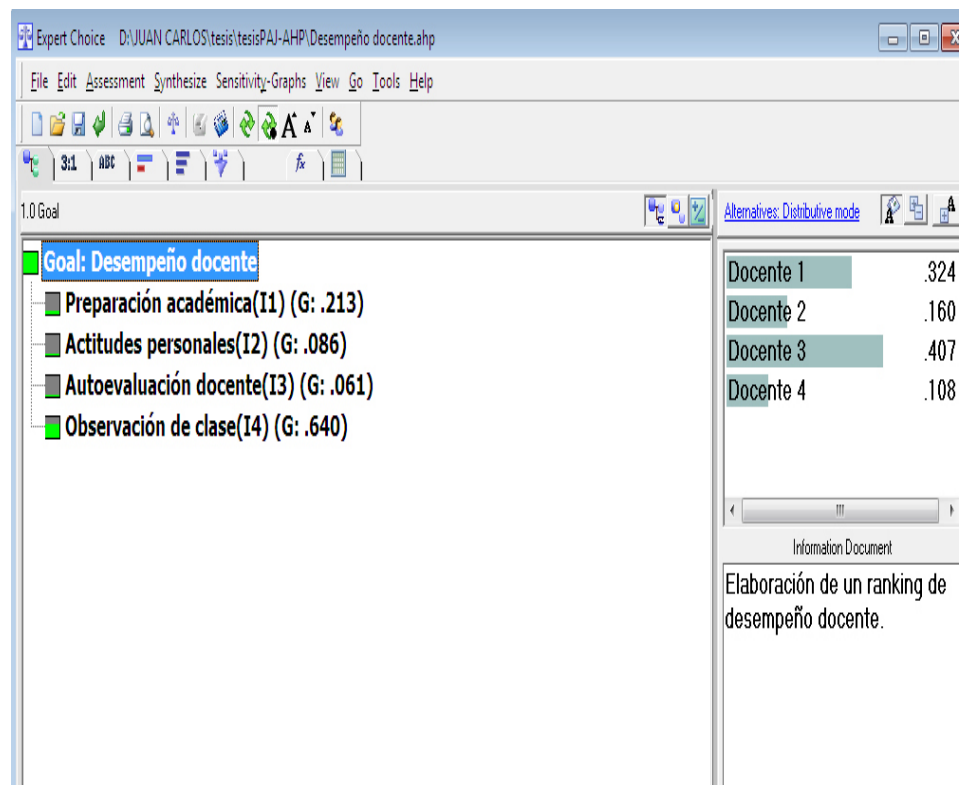 Expert Choice D:\JUAN CARLOS\tesis\tesisPAJ-AHP\Desempeño docente.ahp
File Edit Assessment Synthesize Sensitivity-Graphs View Go Tools Help
3:1 ABC fx
1.0 Goal
Alternatives: Distributive mode
Goal: Desempeño docente
Preparación académica(I1) (G: .213)
Actitudes personales(I2) (G: .086)
Autoevaluación docente(I3) (G: .061)
Observación de clase(I4) (G: .640)
Docente 1 .324
Docente 2 .160
Docente 3 .407
Docente 4 .108
Information Document
Elaboración de un ranking de
desempeño docente.